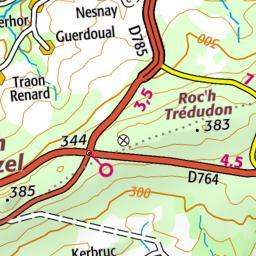 Nesnay
Guerdoual
D785
300
Traon
Renard
3,5
7
Roc'h
Trédudon
383
344
zel
4,5
385
D764
300
Kerbruc